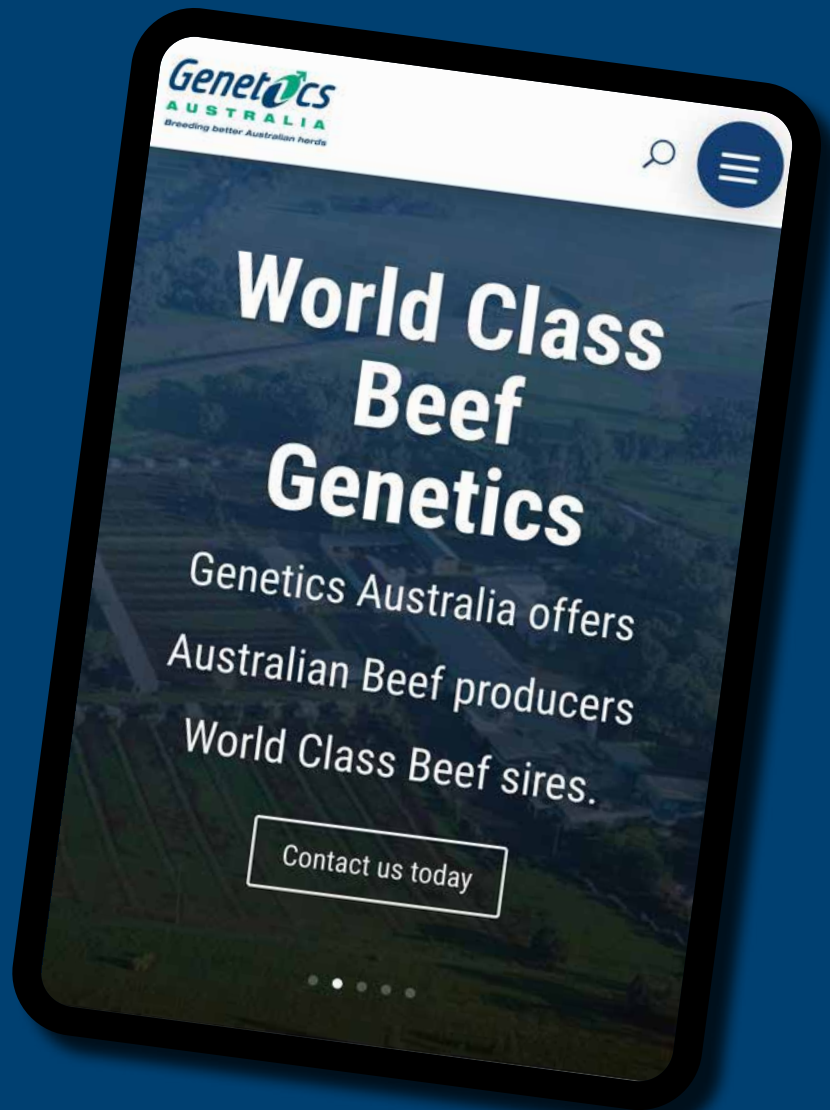 Genetics
AUSTRALIA
Breeding better Australian herds
World Class
Beef
Genetics
Genetics Australia offers
Australian Beef producers
World Class Beef sires.
Contact us today